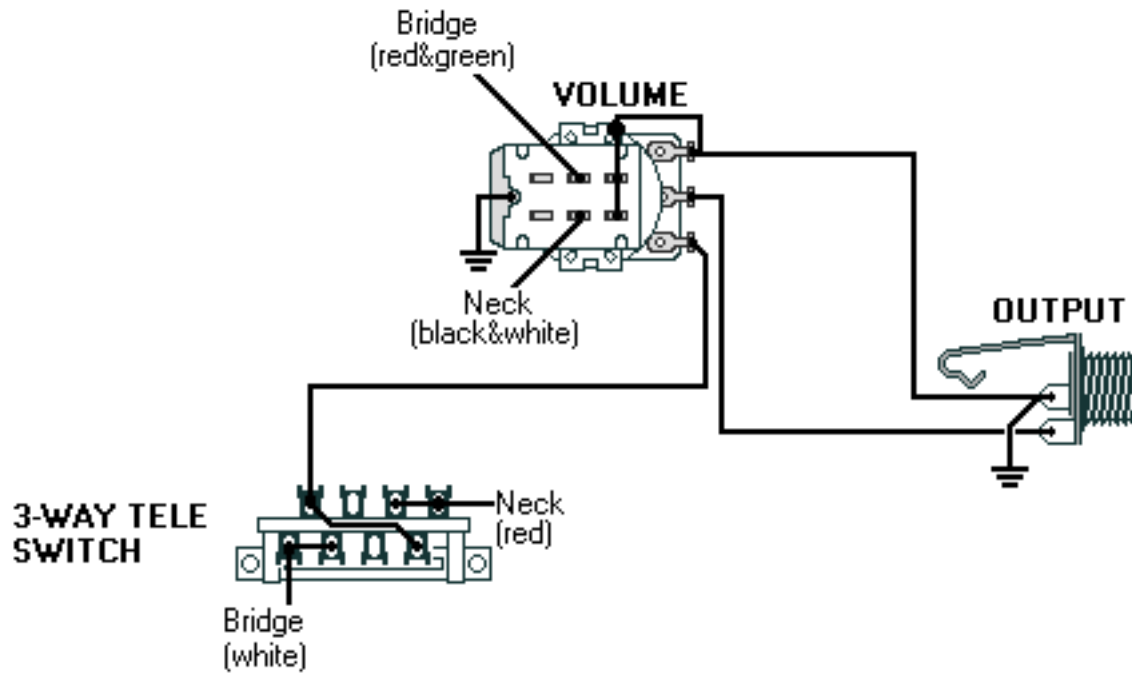 Bridge
(red&green)
VOLUME
Neck
(black&white)
OUTPUT
3-WAY TELE
SWITCH
Neck
(red)
Bridge
(white)